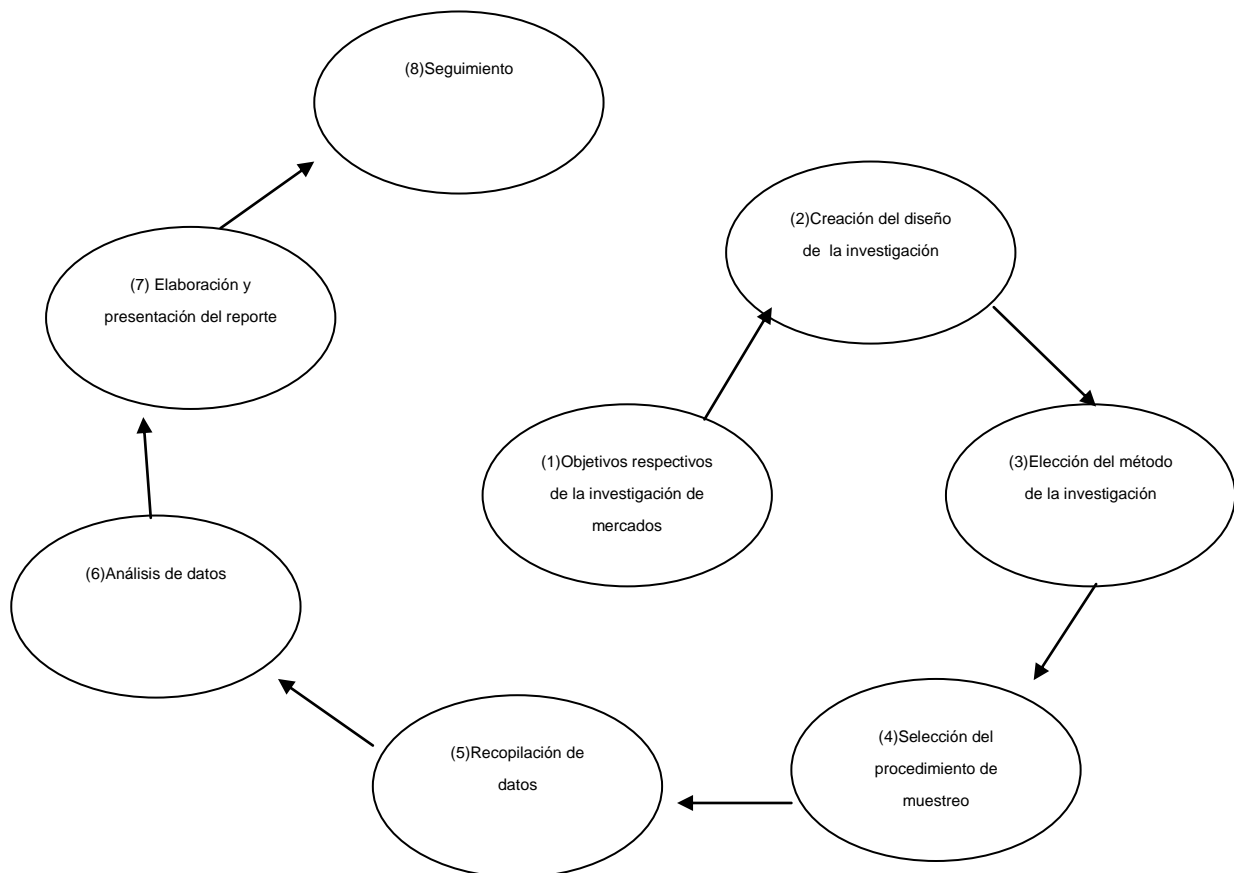 (1)Objetivos respectivos
de la investigación de
mercados
(2)Creación del diseño
de la investigación
(3)Elección del método
de la investigación
(4)Selección del
procedimiento de
muestreo
(5)Recopilación de
datos
(6)Análisis de datos
(7) Elaboración y
presentación del reporte
(8)Seguimiento